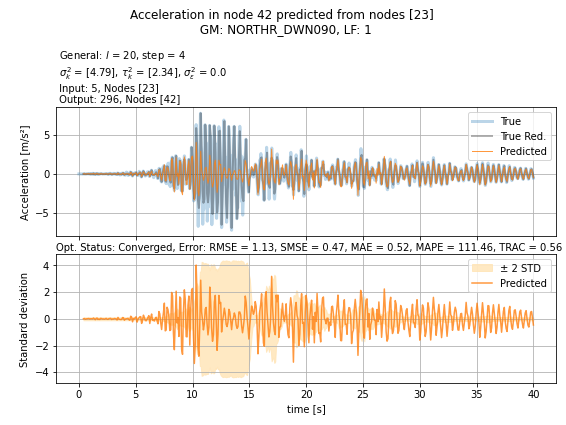 Acceleration in node 42 predicted from nodes [23]
GM: NORTHR_DWN090, LF: 1
General: l = 20, step = 4
σ²ₖ = [4.79], τ²ₖ = [2.34], σ²ε = 0.0
Input: 5, Nodes [23]
Output: 296, Nodes [42]
Acceleration [m/s²]
5
0
−5
True
True Red.
Predicted
Opt. Status: Converged, Error: RMSE = 1.13, SMSE = 0.47, MAE = 0.52, MAPE = 111.46, TRAC = 0.56
Standard deviation
4
2
0
−2
−4
± 2 STD
Predicted
0 5 10 15 20 25 30 35 40
time [s]